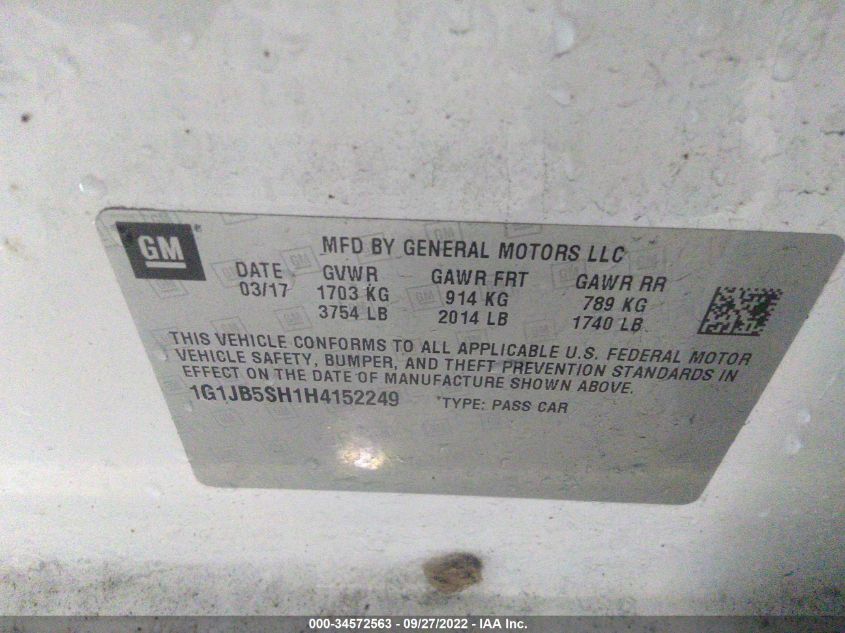 GM
MFD BY GENERAL MOTORS LLC
DATE GVWR GAWR FRT GAWR RR
03/17 1703 KG 914 KG 789 KG
3754 LB 2014 LB 1740 LB
THIS VEHICLE CONFORMS TO ALL APPLICABLE U.S. FEDERAL MOTOR
VEHICLE SAFETY, BUMPER, AND THEFT PREVENTION STANDARDS IN
EFFECT ON THE DATE OF MANUFACTURE SHOWN ABOVE.
1G1JB5SH1H4152249 *TYPE: PASS CAR
000-34572563 - 09/27/2022 - IAA Inc.